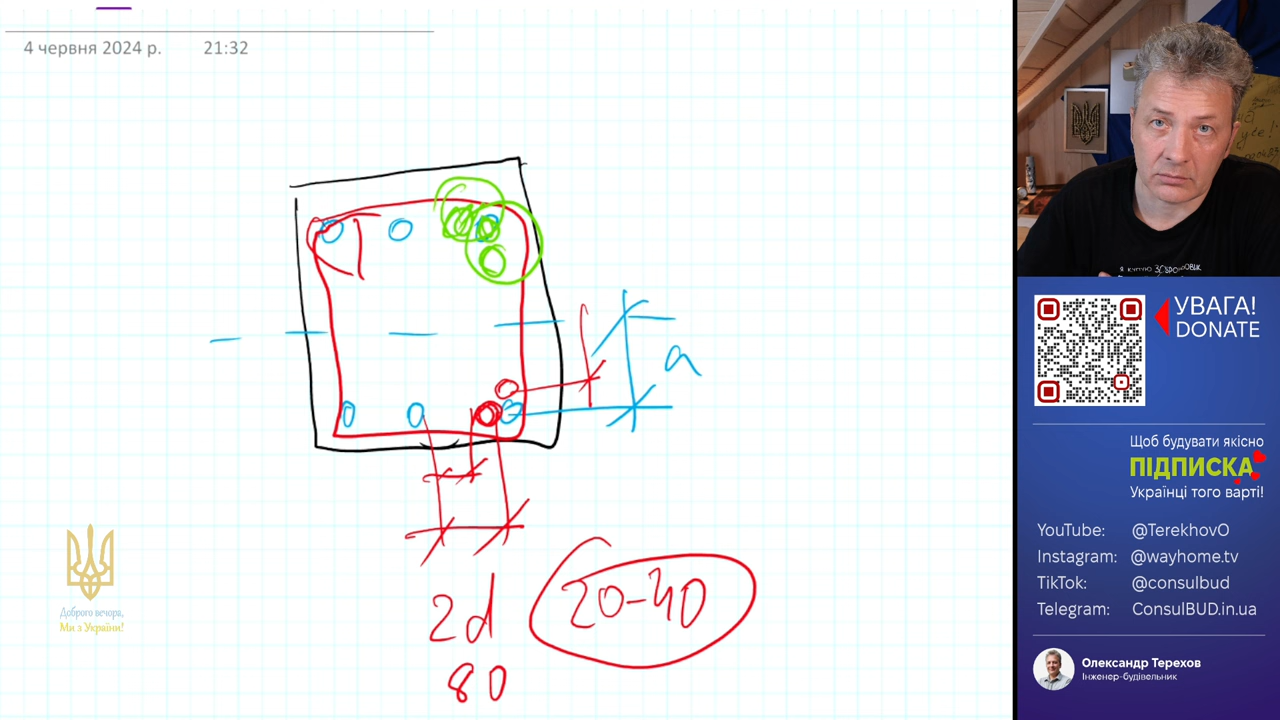 4 червня 2024 р. 21:32
a
2d
20-40
80
Доброго вечора,
Ми з України!
УВАГА!
DONATE
Щоб будувати якісно
ПІДПИСКА
Українці того варті!
YouTube: @TerekhovO
Instagram: @wayhome.tv
TikTok: @consulbud
Telegram: ConsulBUD.in.ua
Олександр Терехов
Інженер-будівельник